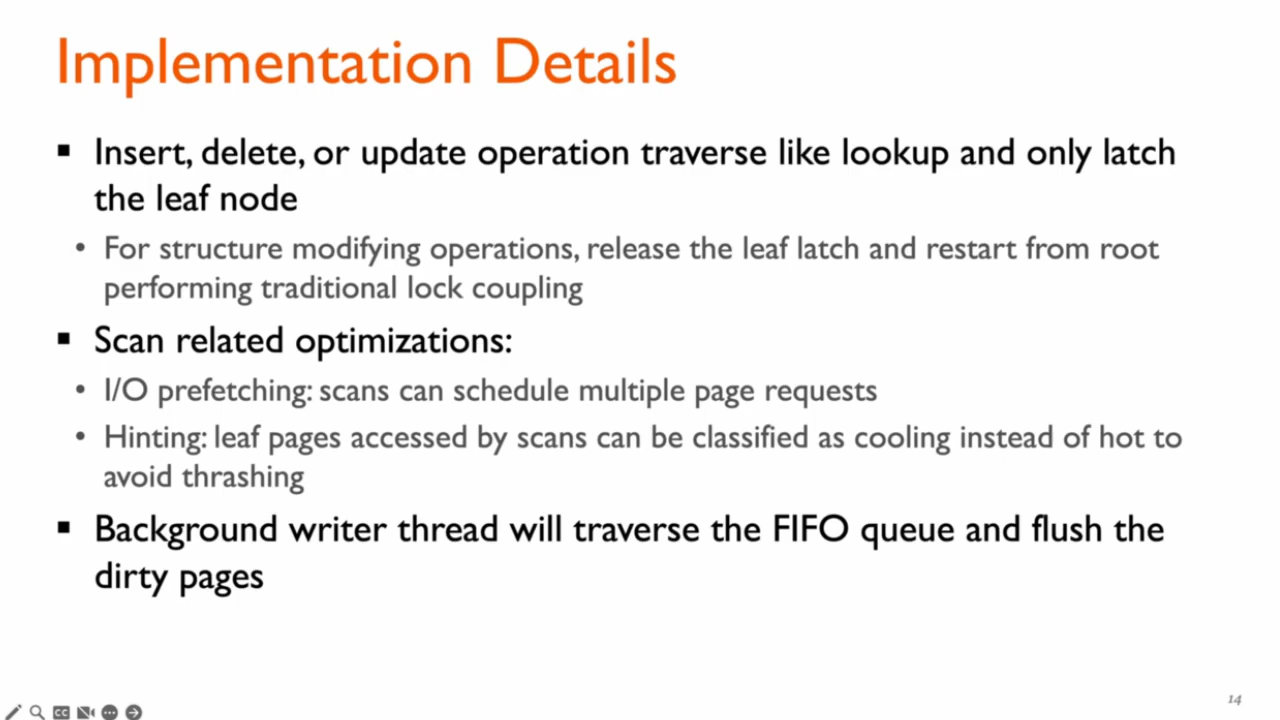 Implementation Details
▪ Insert, delete, or update operation traverse like lookup and only latch
the leaf node
• For structure modifying operations, release the leaf latch and restart from root
performing traditional lock coupling
▪ Scan related optimizations:
• I/O prefetching: scans can schedule multiple page requests
• Hinting: leaf pages accessed by scans can be classified as cooling instead of hot to
avoid thrashing
▪ Background writer thread will traverse the FIFO queue and flush the
dirty pages
14
CC